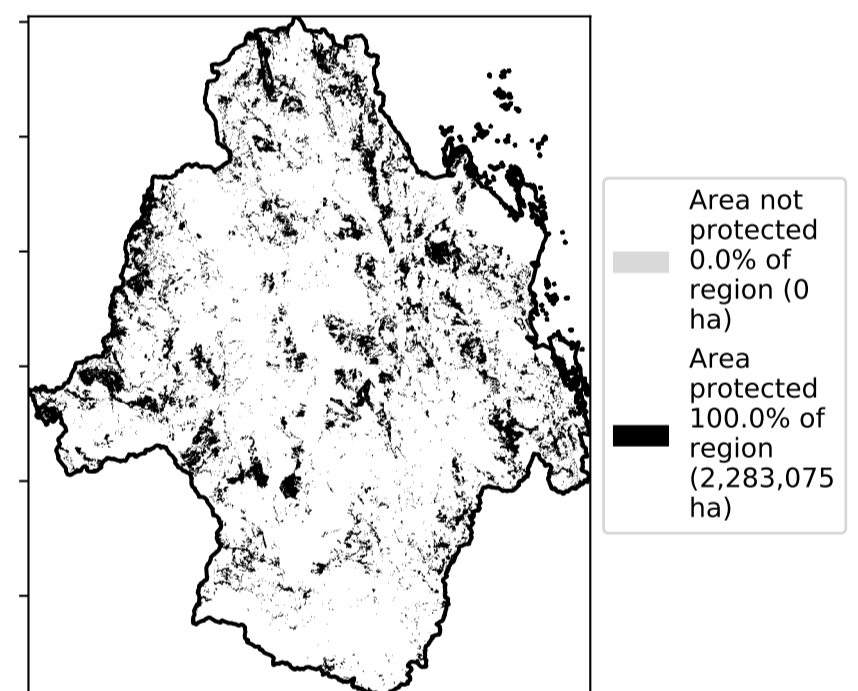 Area not
protected
0.0% of
region (0
ha)
Area
protected
100.0% of
region
(2,283,075
ha)